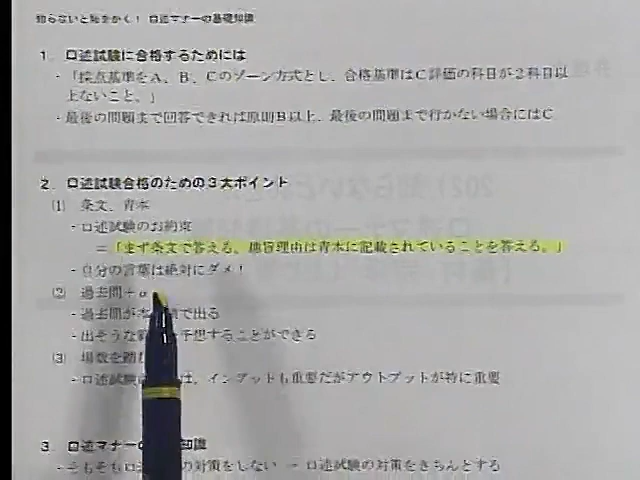 知らないと恥をかく! 口述マナーの基礎知識
1. 口述試験に合格するためには
・「採点基準をA、B、Cのゾーン方式とし、合格基準はC評価の科目が2科目以
上ないこと。」
・最後の問題まで回答できれば原則B以上、最後の問題まで行かない場合にはC
2. 口述試験合格のための3大ポイント
(1) 条文、青本
・口述試験のお約束
=「まず条文で答える、趣旨理由は青本に記載されていることを答える。」
・自分の言葉は絶対にダメ!
(2) 過去問+α
・過去問が で出る
・出そうな 予想することができる
(3) 場数を踏
・口述試験 は、インプットも重要だがアウトプットが特に重要
3. 口述マナーの 知識
・そもそも口述 の対策をしない → 口述試験の対策をきちんとする